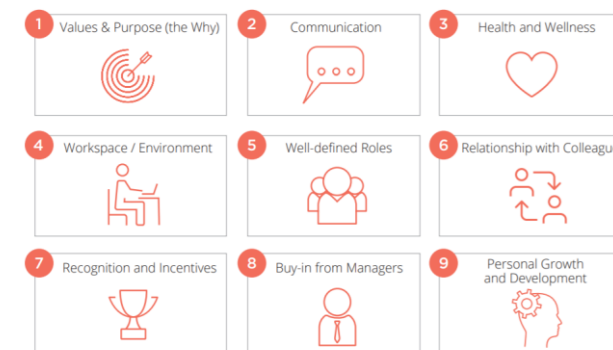 1 Values & Purpose (the Why)
2 Communication
3 Health and Wellness
4 Workspace / Environment
5 Well-defined Roles
6 Relationship with Colleagu
7 Recognition and Incentives
8 Buy-in from Managers
9 Personal Growth
and Development